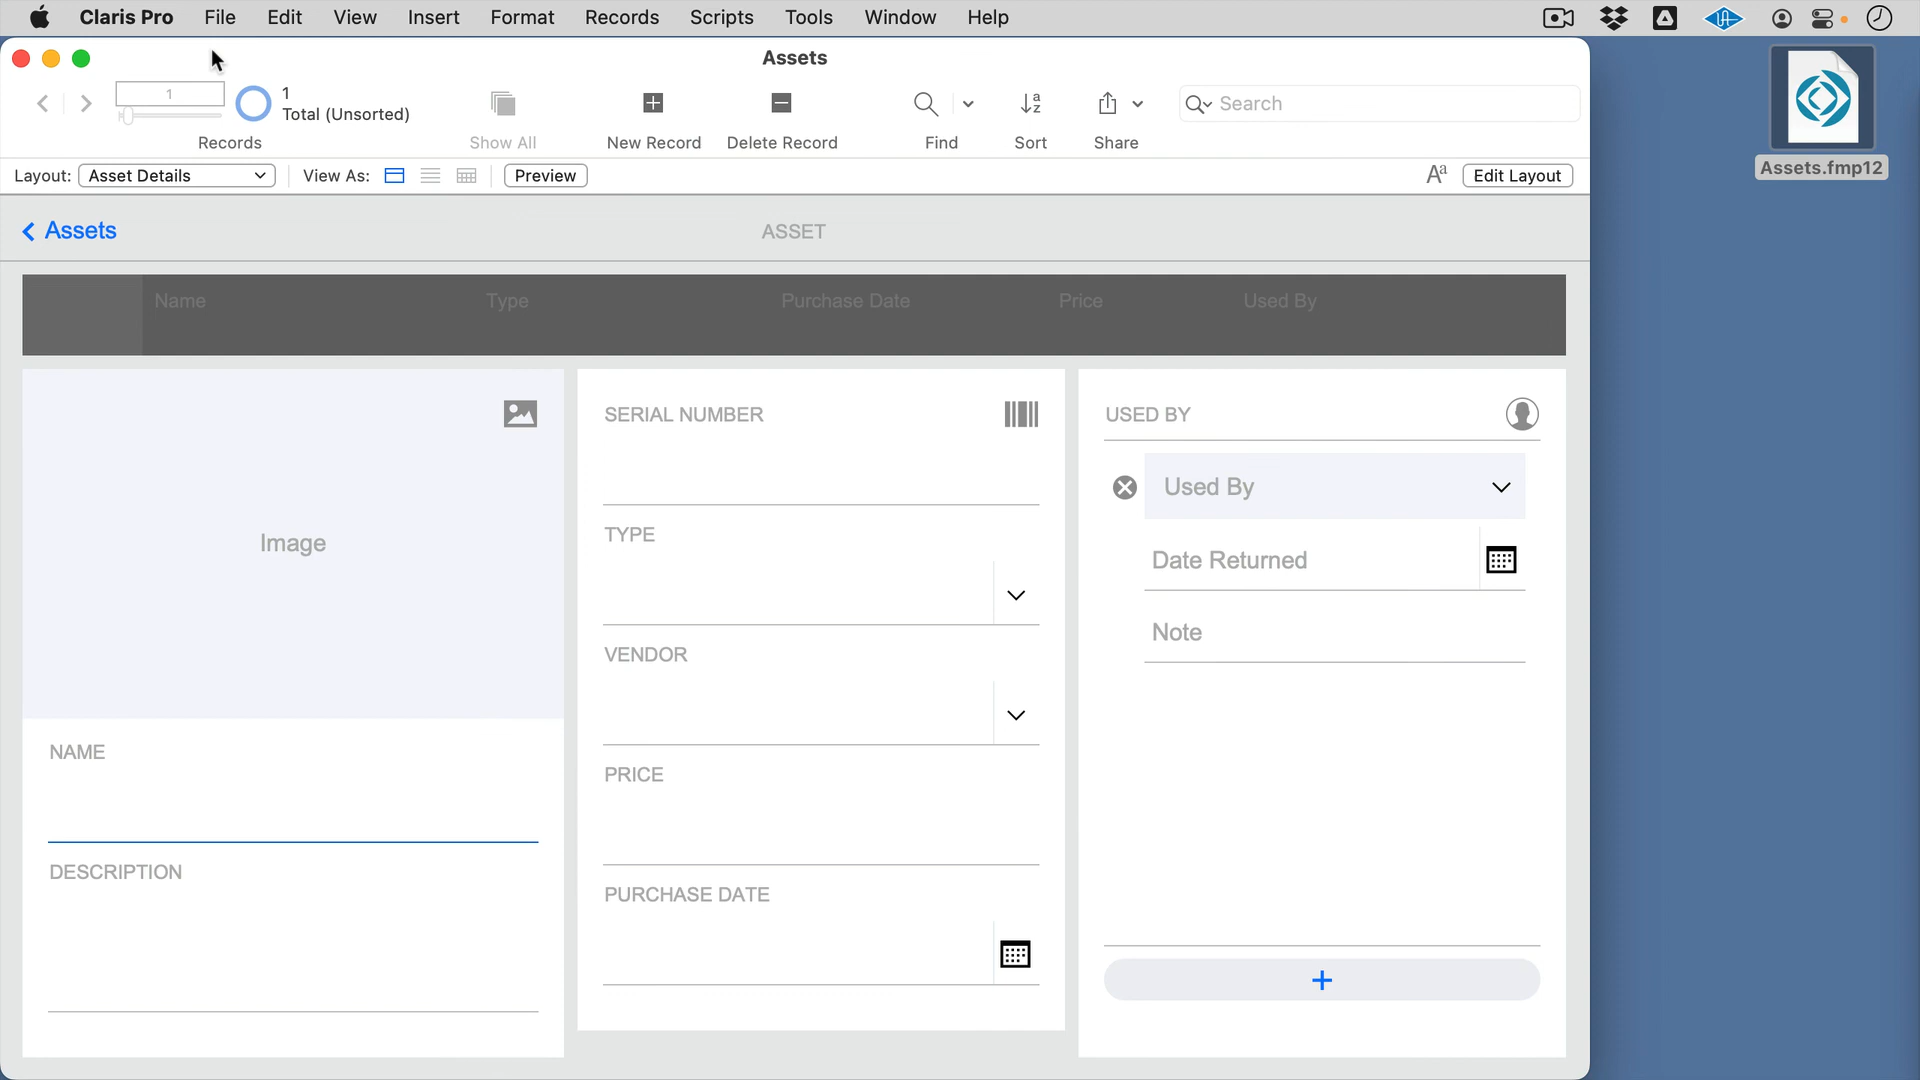 Claris Pro File Edit View Insert Format Records Scripts Tools Window Help
Assets
1
1
Total (Unsorted)
Search
Records
Show All
New Record
Delete Record
Find
Sort
Share
Layout: Asset Details
View As:
Preview
Aa
Edit Layout
Assets.fmp12
Assets
ASSET
Name Type Purchase Date Price Used By
Image
NAME
DESCRIPTION
SERIAL NUMBER
TYPE
VENDOR
PRICE
PURCHASE DATE
USED BY
Used By
Date Returned
Note